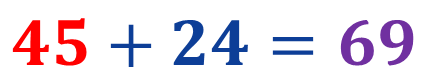 45 + 24 = 69